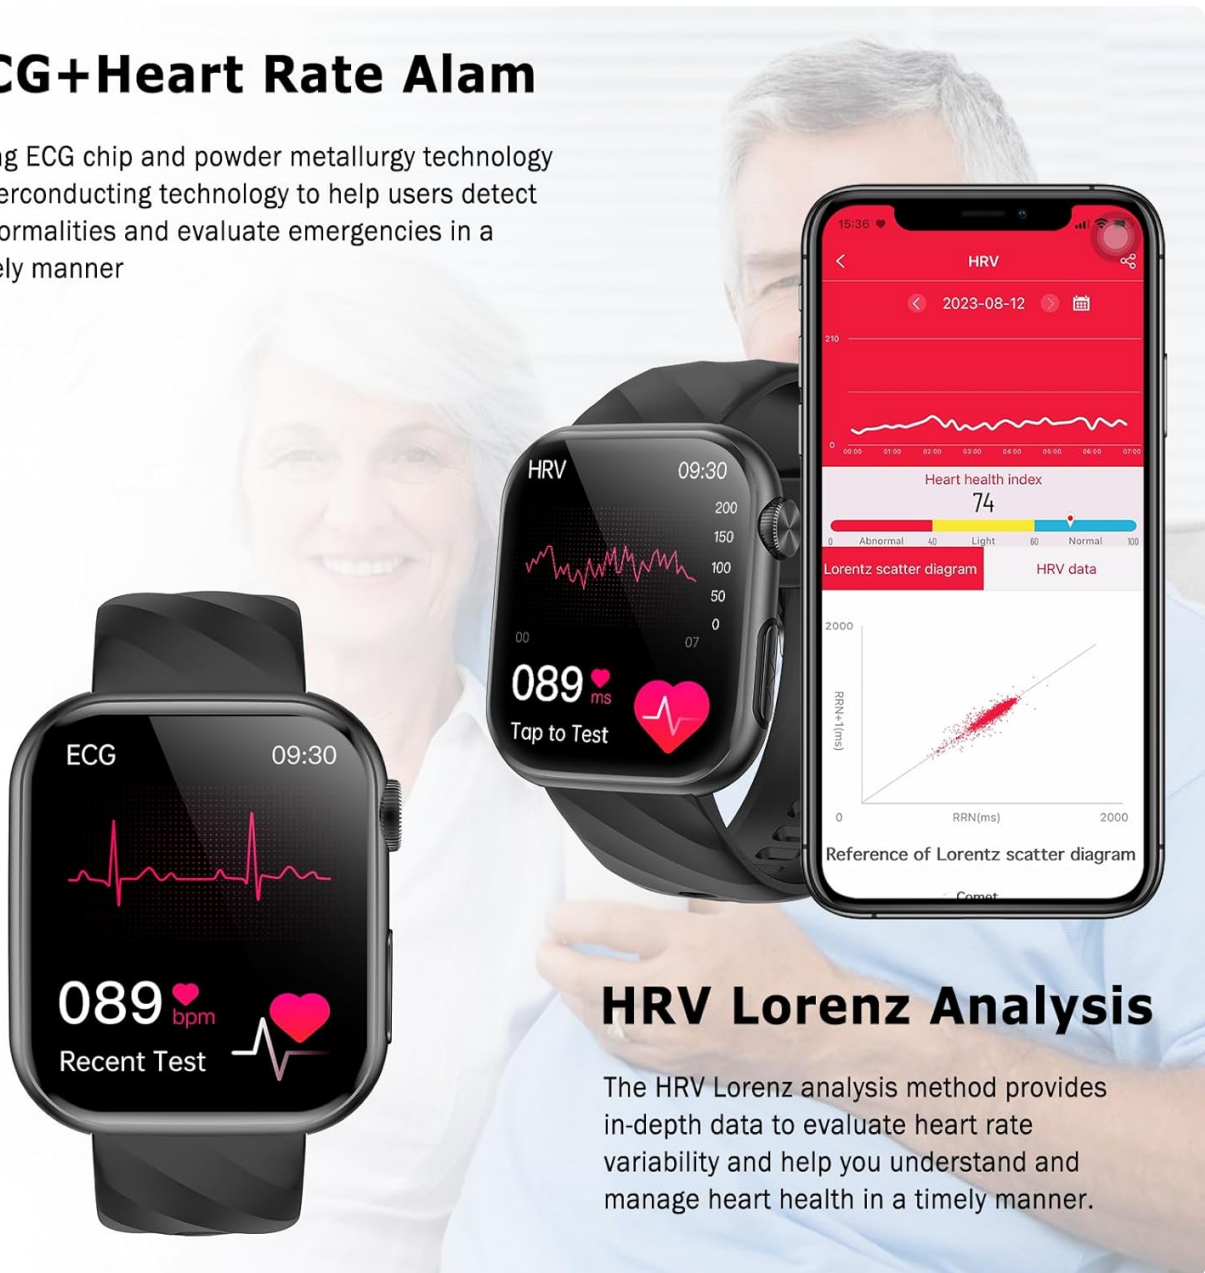 CG+Heart Rate Alam
ng ECG chip and powder metallurgy technology
erconducting technology to help users detect
ormalities and evaluate emergencies in a
ely manner
15:36
HRV
2023-08-12
210
0
00:00 01:00 02:00 03:00 04:00 05:00 06:00 07:00
Heart health index
74
0 Abnormal 40 Light 60 Normal 100
Lorentz scatter diagram HRV data
2000
RRN+1(ms)
0 RRN(ms) 2000
Reference of Lorentz scatter diagram
Comet
HRV 09:30
200
150
100
50
0
00 07
089 ms
Tap to Test
ECG 09:30
089 bpm
Recent Test
HRV Lorenz Analysis
The HRV Lorenz analysis method provides
in-depth data to evaluate heart rate
variability and help you understand and
manage heart health in a timely manner.